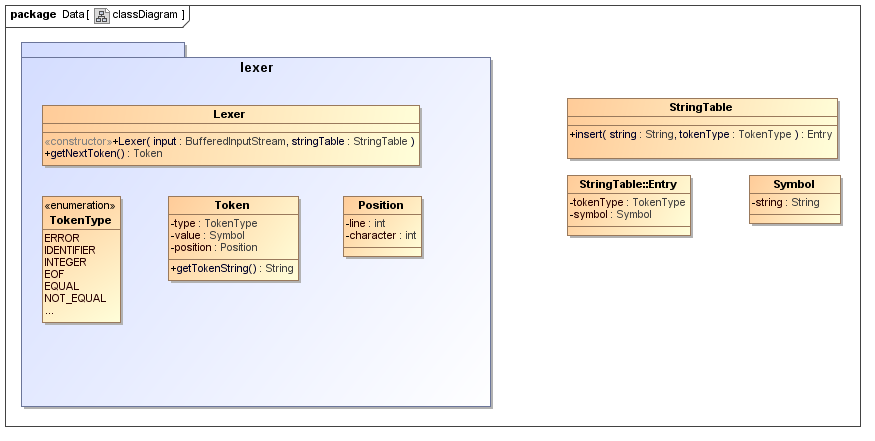 package Data [ classDiagram ]
lexer
Lexer
«constructor»+Lexer( input : BufferedInputStream, stringTable : StringTable )
+getNextToken() : Token
«enumeration»
TokenType
ERROR
IDENTIFIER
INTEGER
EOF
EQUAL
NOT_EQUAL
...
Token
-type : TokenType
-value : Symbol
-position : Position
+getTokenString() : String
Position
-line : int
-character : int
StringTable
+insert( string : String, tokenType : TokenType ) : Entry
StringTable::Entry
-tokenType : TokenType
-symbol : Symbol
Symbol
-string : String